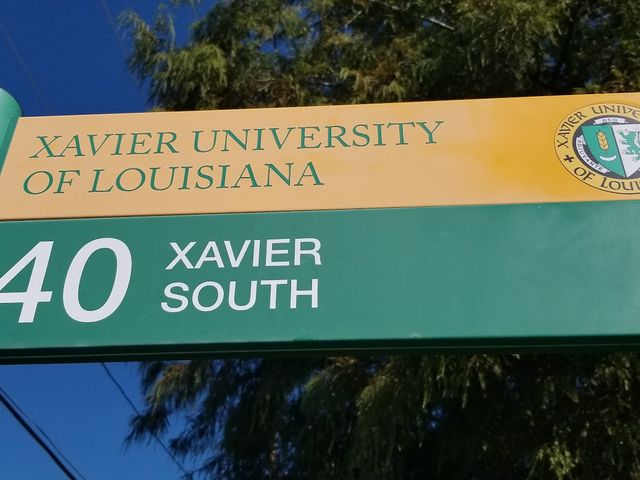 XAVIER UNIVERSITY
OF LOUISIANA
XAVIER UNIVE
OF LOUI
40
XAVIER
SOUTH